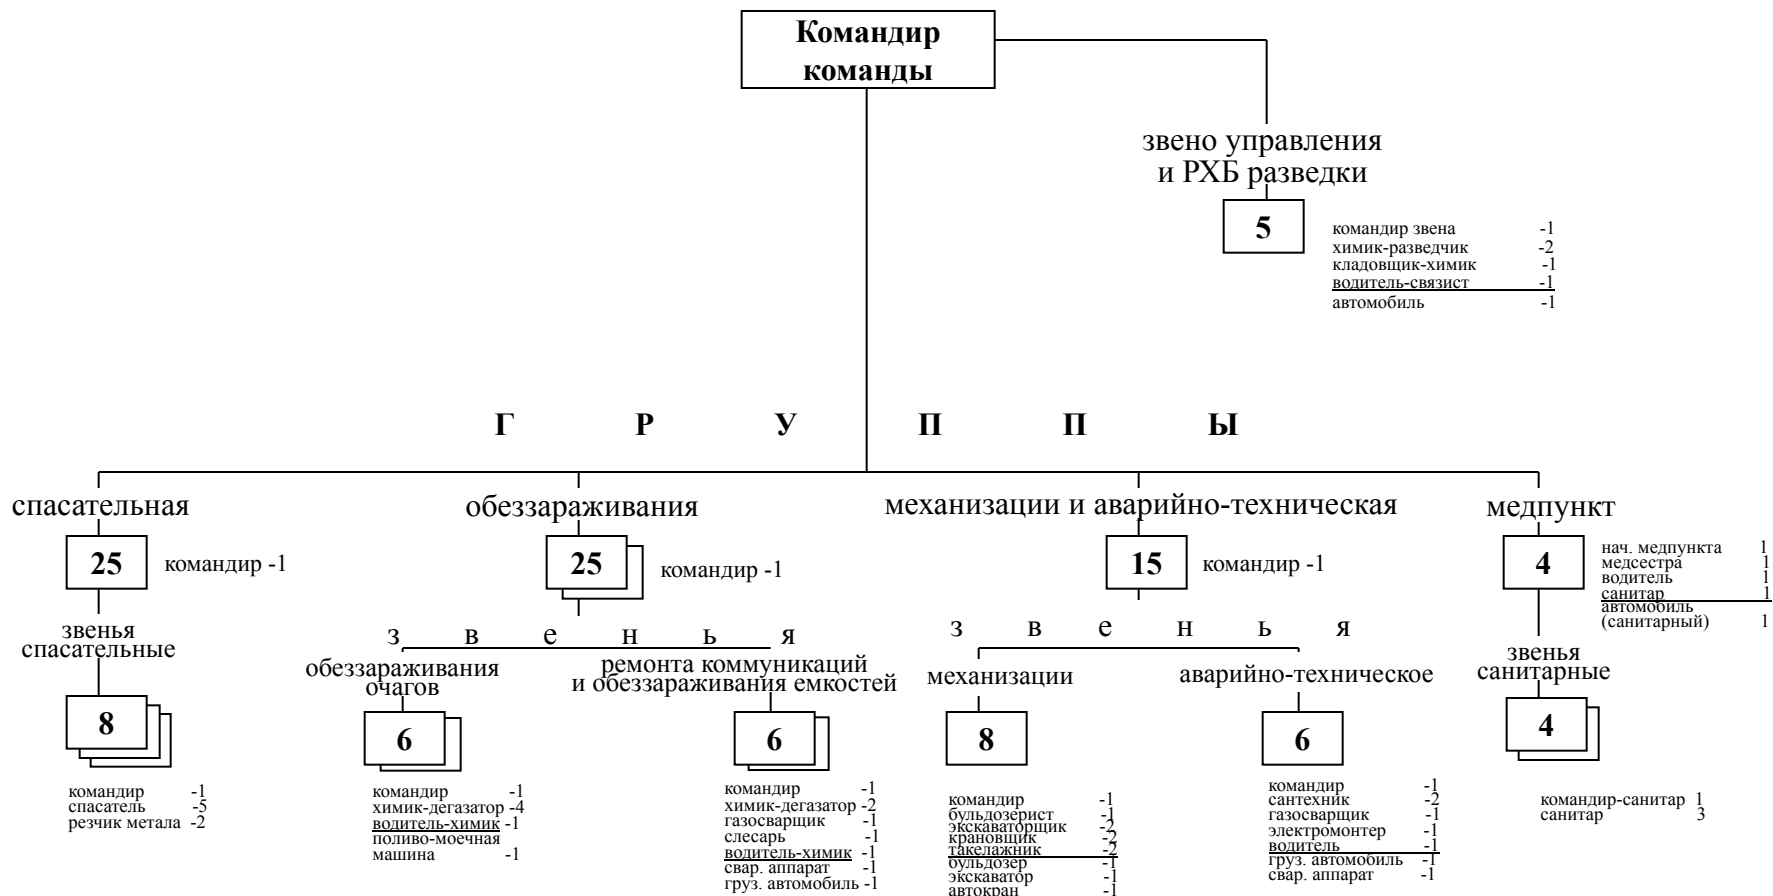 Командир
команды
звено управления
и РХБ разведки
5
командир звена -1
химик-разведчик -2
кладовщик-химик -1
водитель-связист -1
автомобиль -1
Г Р У П П Ы
спасательная
25
командир -1
звенья
спасательные
8
командир -1
спасатель -5
резчик метала -2
обеззараживания
25
командир -1
з в е н ь я
обеззараживания
очагов
6
командир -1
химик-дегазатор -4
водитель-химик -1
поливо-моечная
машина -1
ремонта коммуникаций
и обеззараживания емкостей
6
командир -1
химик-дегазатор -2
газосварщик -1
слесарь -1
водитель-химик -1
свар. аппарат -1
груз. автомобиль -1
механизации и аварийно-техническая
15
командир -1
з в е н ь я
механизации
8
командир -1
бульдозерист -1
экскаваторщик -2
крановщик -2
такелажник -2
бульдозер -1
экскаватор -1
автокран -1
аварийно-техническое
6
командир -1
сантехник -2
газосварщик -1
электромонтер -1
водитель -1
груз. автомобиль -1
свар. аппарат -1
медпункт
4
нач. медпункта 1
медсестра 1
водитель 1
санитар 1
автомобиль
(санитарный) 1
звенья
санитарные
4
командир-санитар 1
санитар 3